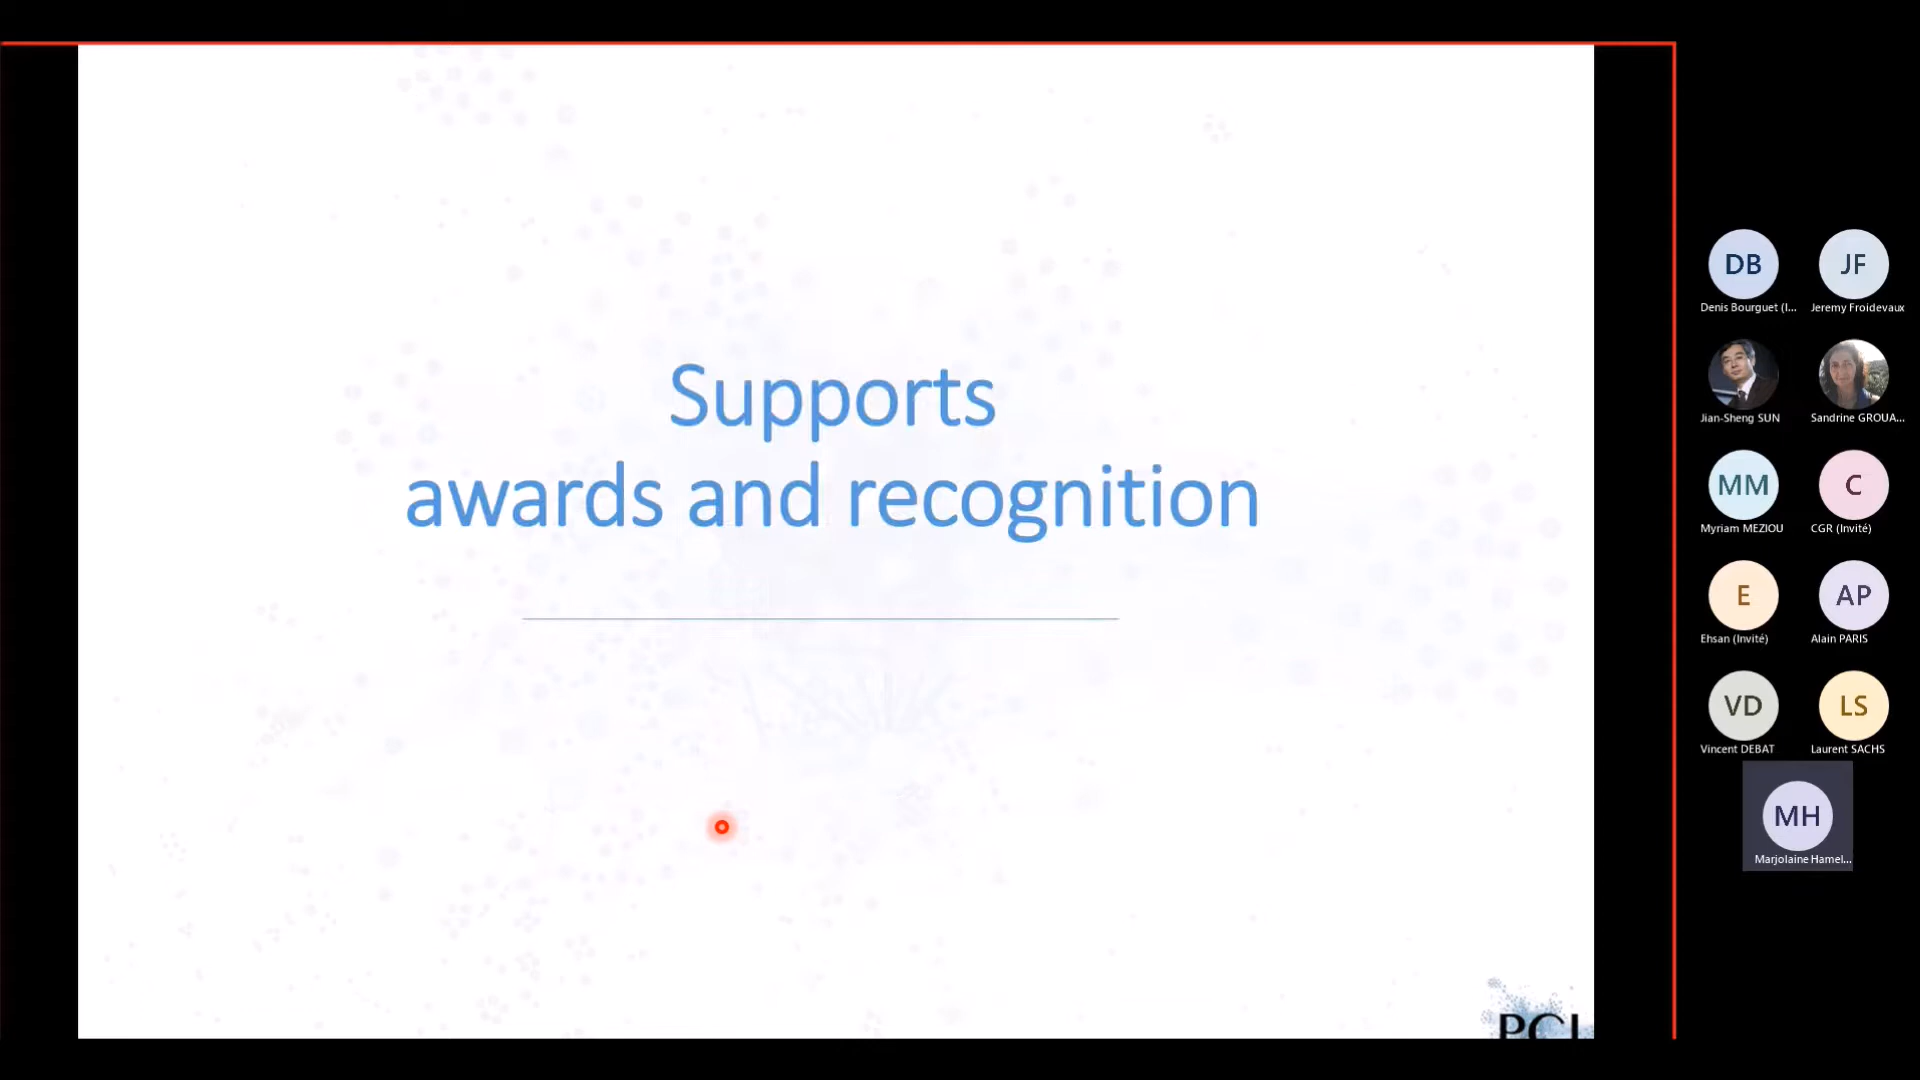 Supports
awards and recognition
PCI
DB
JF
Denis Bourguet (I...
Jeremy Froidevaux
Jian-Sheng SUN
Sandrine GROUA...
MM
C
Myriam MEZIOU
CGR (Invité)
E
AP
Ehsan (Invité)
Alain PARIS
VD
LS
Vincent DEBAT
Laurent SACHS
MH
Marjolaine Hamel...